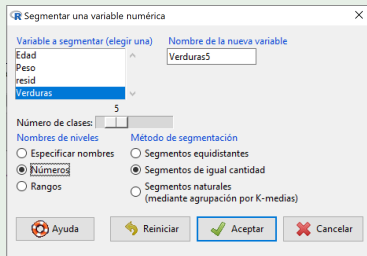 Segmentar una variable numérica
Variable a segmentar (elegir una) Nombre de la nueva variable
Edad Verduras5
Peso
resid
Verduras
5
Número de clases:
Nombres de niveles Método de segmentación
Especificar nombres Segmentos equidistantes
Números Segmentos de igual cantidad
Rangos Segmentos naturales
(mediante agrupación por K-medias)
Ayuda Reiniciar Aceptar Cancelar